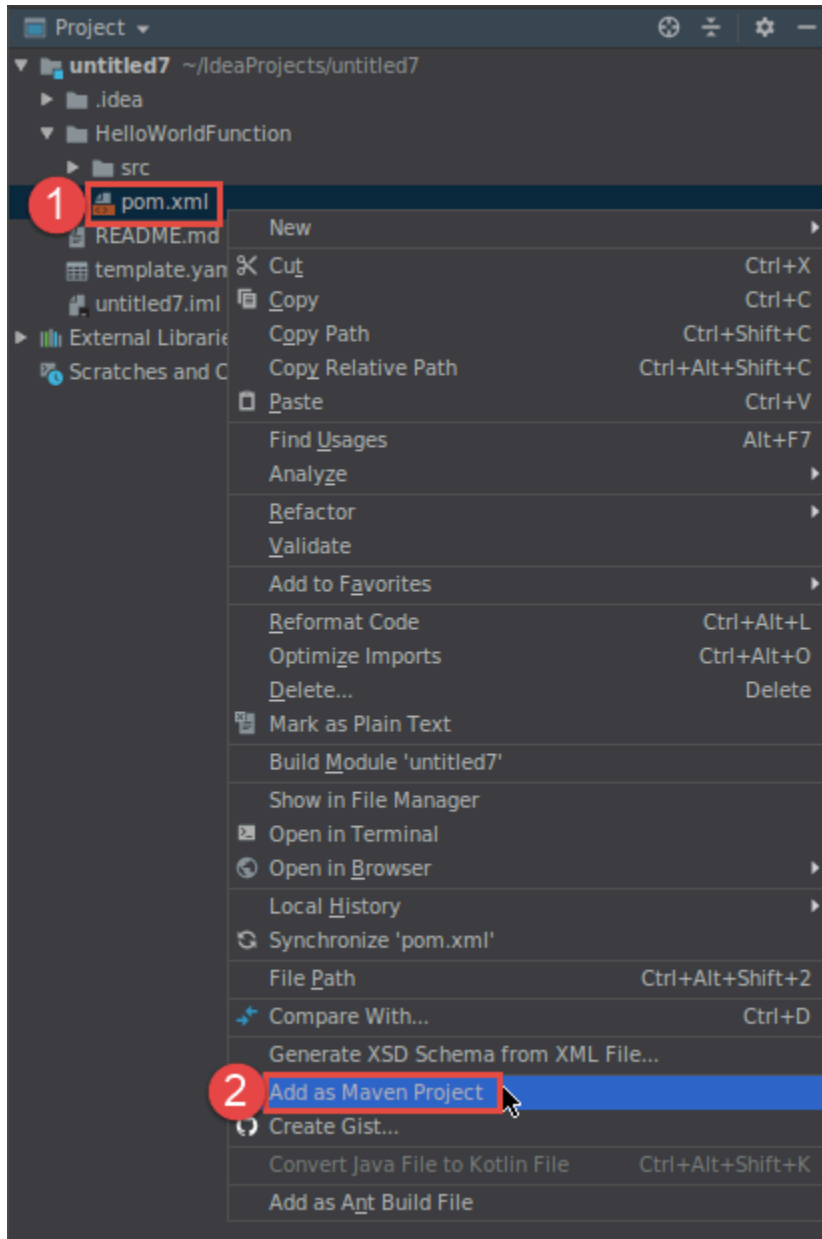 Project
untitled7 ~/IdeaProjects/untitled7
.idea
HelloWorldFunction
src
1
pom.xml
README.md
template.yam
untitled7.iml
External Librarie
Scratches and C
New
Cut Ctrl+X
Copy Ctrl+C
Copy Path Ctrl+Shift+C
Copy Relative Path Ctrl+Alt+Shift+C
Paste Ctrl+V
Find Usages Alt+F7
Analyze
Refactor
Validate
Add to Favorites
Reformat Code Ctrl+Alt+L
Optimize Imports Ctrl+Alt+O
Delete... Delete
Mark as Plain Text
Build Module 'untitled7'
Show in File Manager
Open in Terminal
Open in Browser
Local History
Synchronize 'pom.xml'
File Path Ctrl+Alt+Shift+2
Compare With... Ctrl+D
Generate XSD Schema from XML File...
2 Add as Maven Project
Create Gist...
Convert Java File to Kotlin File Ctrl+Alt+Shift+K
Add as Ant Build File